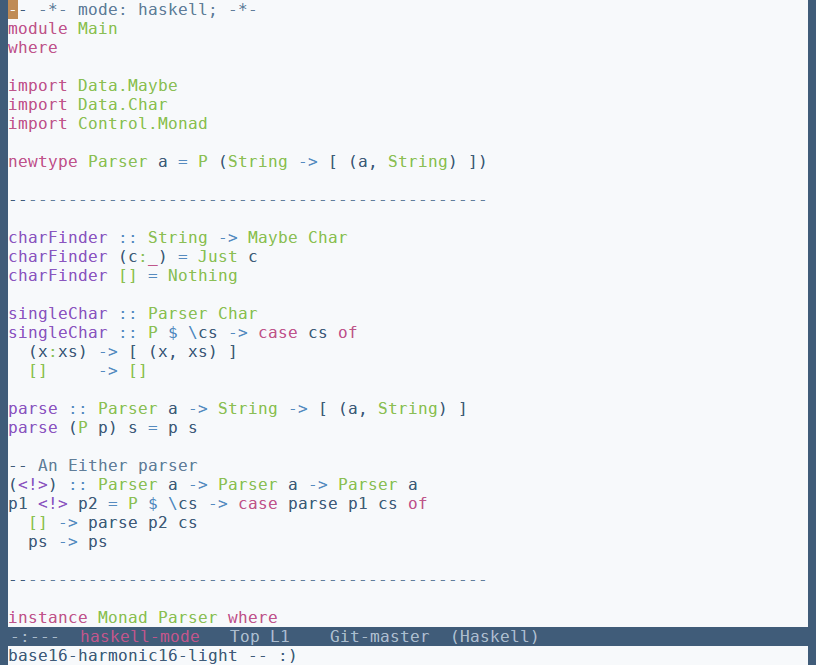 -- -*- mode: haskell; -*-
module Main
where
import Data.Maybe
import Data.Char
import Control.Monad
newtype Parser a = P (String -> [ (a, String) ])
------------------------------------------------
charFinder :: String -> Maybe Char
charFinder (c:_) = Just c
charFinder [] = Nothing
singleChar :: Parser Char
singleChar :: P $ \cs -> case cs of
  (x:xs) -> [ (x, xs) ]
  []     -> []
parse :: Parser a -> String -> [ (a, String) ]
parse (P p) s = p s
-- An Either parser
(<!>) :: Parser a -> Parser a -> Parser a
p1 <!> p2 = P $ \cs -> case parse p1 cs of
  [] -> parse p2 cs
  ps -> ps
------------------------------------------------
instance Monad Parser where
-:---  haskell-mode   Top L1    Git-master  (Haskell)
base16-harmonic16-light -- :)